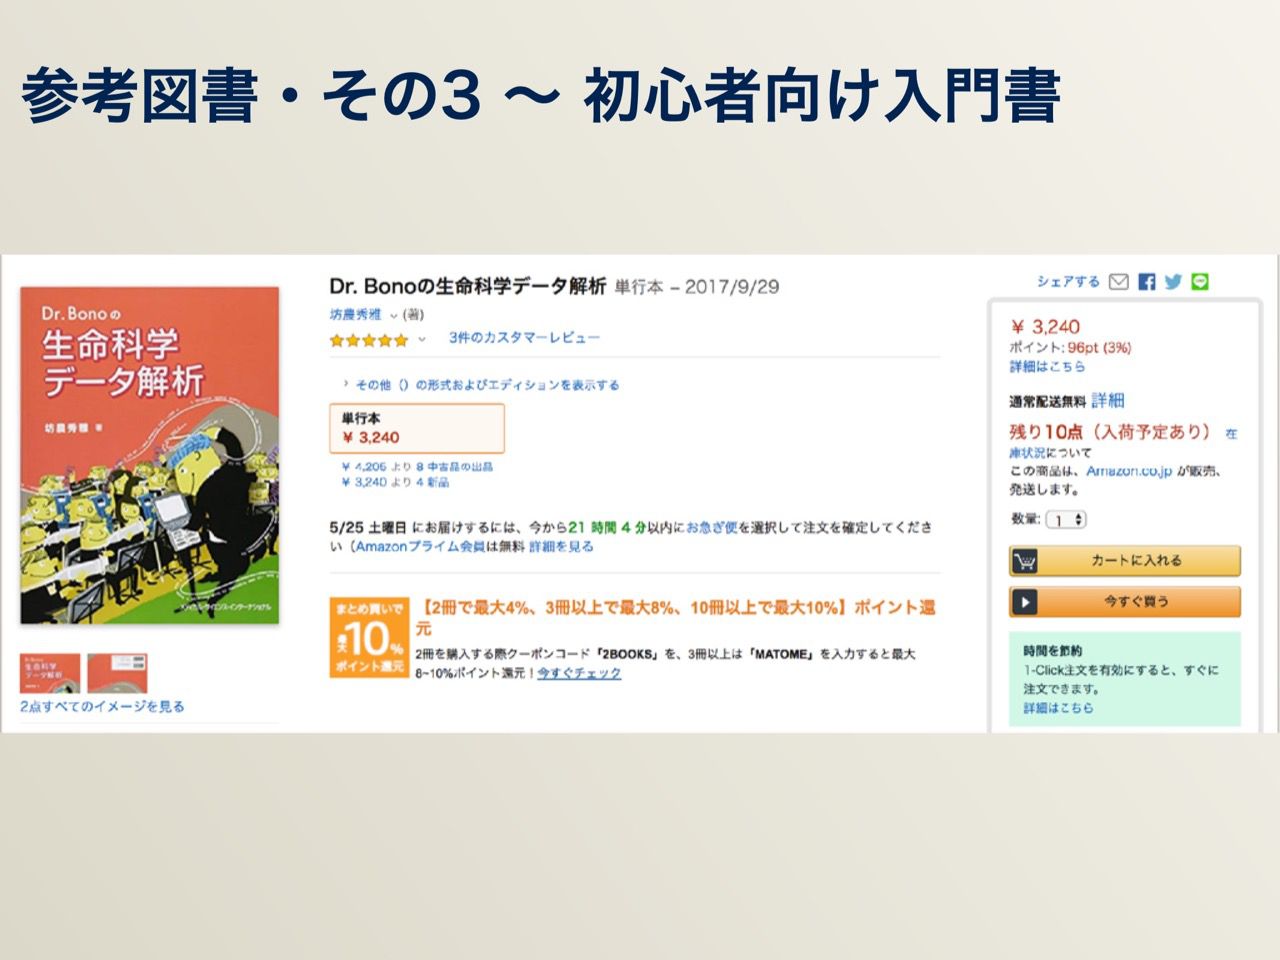 参考図書・その3 〜 初心者向け入門書
Dr. Bonoの
生命科学
データ解析
坊農秀雅 著
メディカル・サイエンス・インターナショナル
2点すべてのイメージを見る
Dr. Bonoの生命科学データ解析 単行本 – 2017/9/29
坊農秀雅 (著)
3件のカスタマーレビュー
その他 () の形式およびエディションを表示する
単行本
¥ 3,240
¥ 4,205 より 8 中古品の出品
¥ 3,240 より 4 新品
5/25 土曜日 にお届けするには、今から21 時間 4 分以内にお急ぎ便を選択して注文を確定してくださ
い（Amazonプライム会員は無料 詳細を見る
まとめ買いで
最大10%
ポイント還元
【2冊で最大4%、3冊以上で最大8%、10冊以上で最大10%】ポイント還
元
2冊を購入する際クーポンコード「2BOOKS」を、3冊以上は「MATOME」を入力すると最大
8~10%ポイント還元！今すぐチェック
シェアする
¥ 3,240
ポイント: 96pt (3%)
詳細はこちら
通常配送無料 詳細
残り10点（入荷予定あり） 在
庫状況について
この商品は、Amazon.co.jp が販売、
発送します。
数量: 1
カートに入れる
今すぐ買う
時間を節約
1-Click注文を有効にすると、すぐに
注文できます。
詳細はこちら